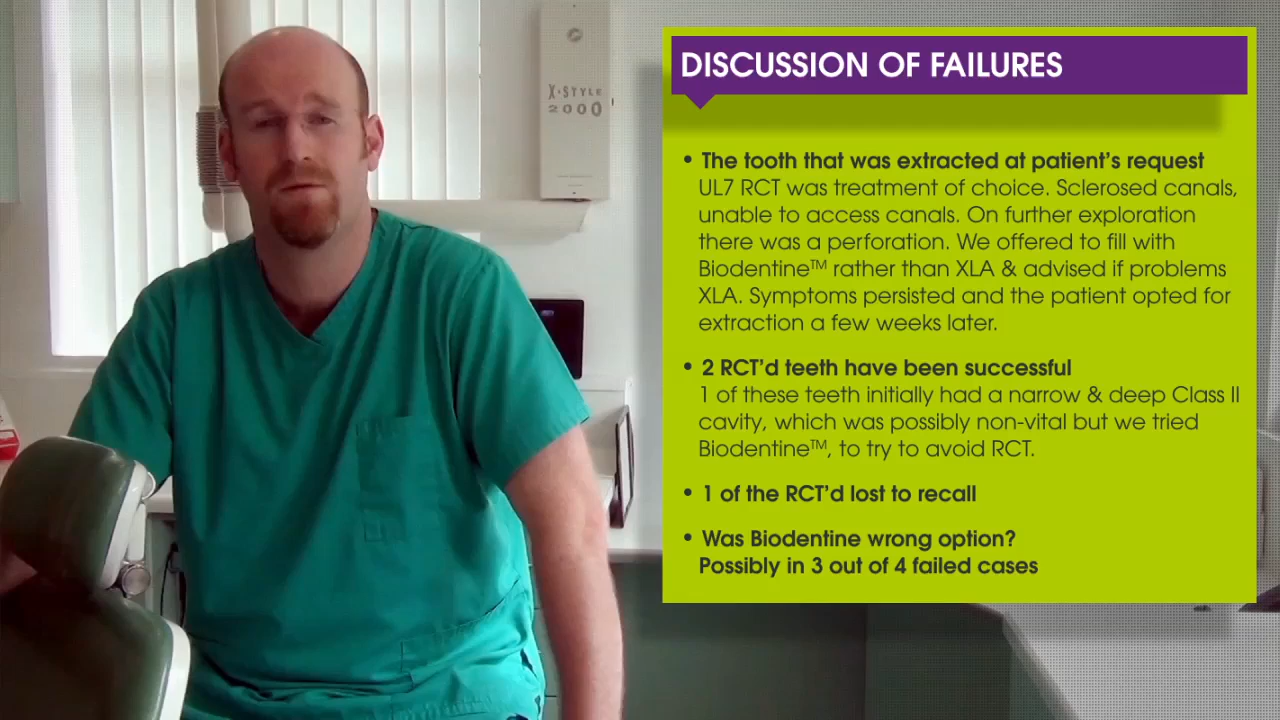 X-STYLE
2000
DISCUSSION OF FAILURES
• The tooth that was extracted at patient's request
UL7 RCT was treatment of choice. Sclerosed canals,
unable to access canals. On further exploration
there was a perforation. We offered to fill with
Biodentine™ rather than XLA & advised if problems
XLA. Symptoms persisted and the patient opted for
extraction a few weeks later.
• 2 RCT'd teeth have been successful
1 of these teeth initially had a narrow & deep Class II
cavity, which was possibly non-vital but we tried
Biodentine™, to try to avoid RCT.
• 1 of the RCT'd lost to recall
• Was Biodentine wrong option?
Possibly in 3 out of 4 failed cases